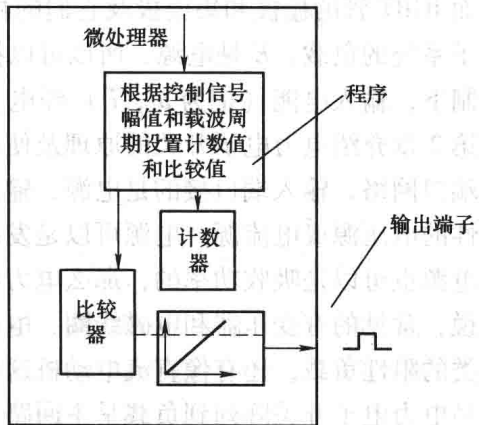 微处理器
根据控制信号
幅值和载波周
期设置计数值
和比较值
程序
计数
器
输出端子
比较
器